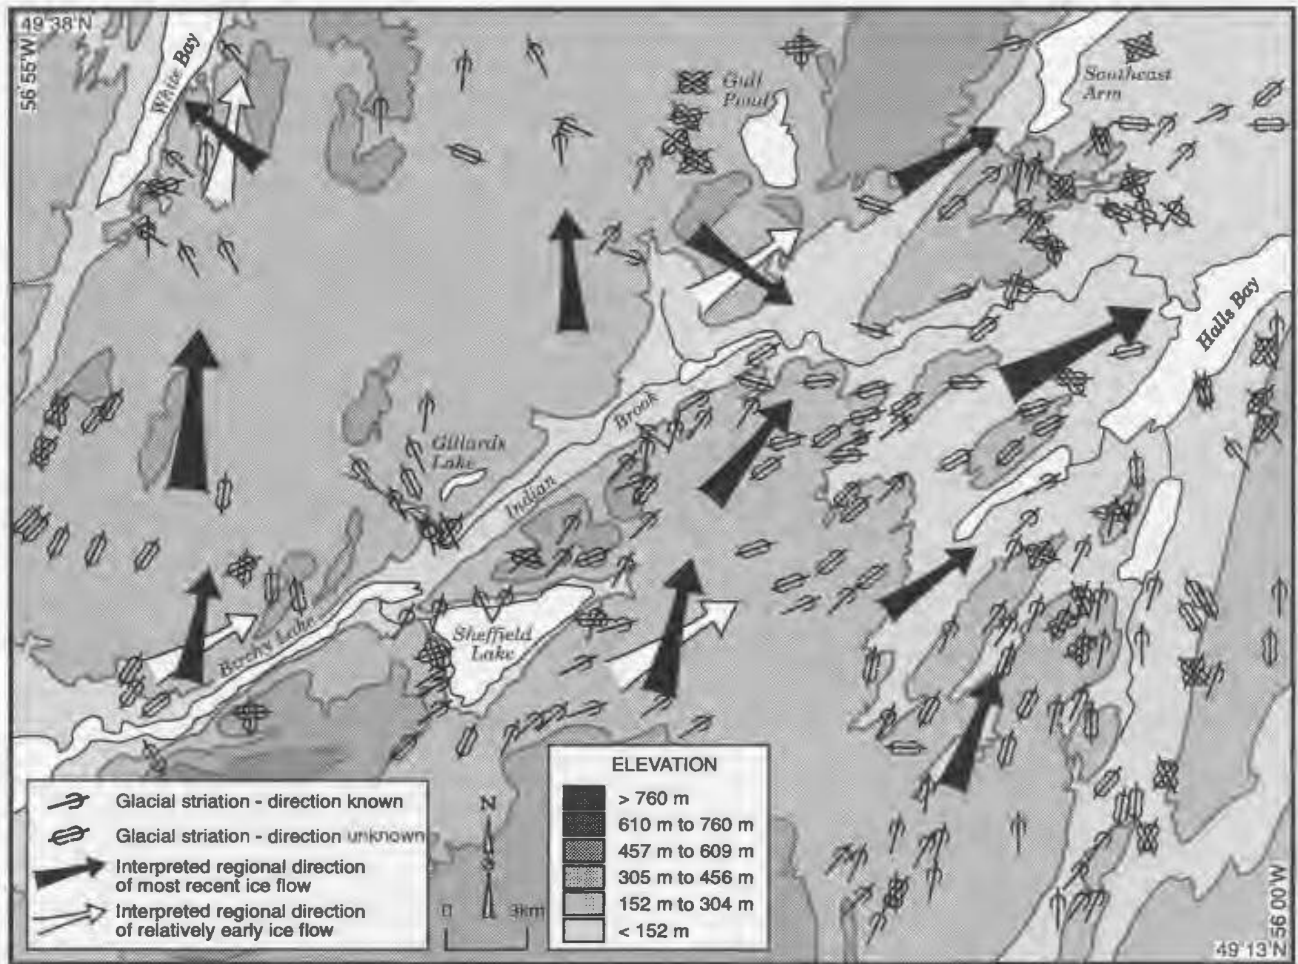 49°38'N
56°55'W
White Bay
Gull
Pond
Southeast
Arm
Halls Bay
Gillards
Lake
Indian Brook
Birchy Lake
Sheffield
Lake
Glacial striation - direction known
Glacial striation - direction unknown
Interpreted regional direction
of most recent ice flow
Interpreted regional direction
of relatively early ice flow
N
0 3km
ELEVATION
> 760 m
610 m to 760 m
457 m to 609 m
305 m to 456 m
152 m to 304 m
< 152 m
56°00'W
49°13'N